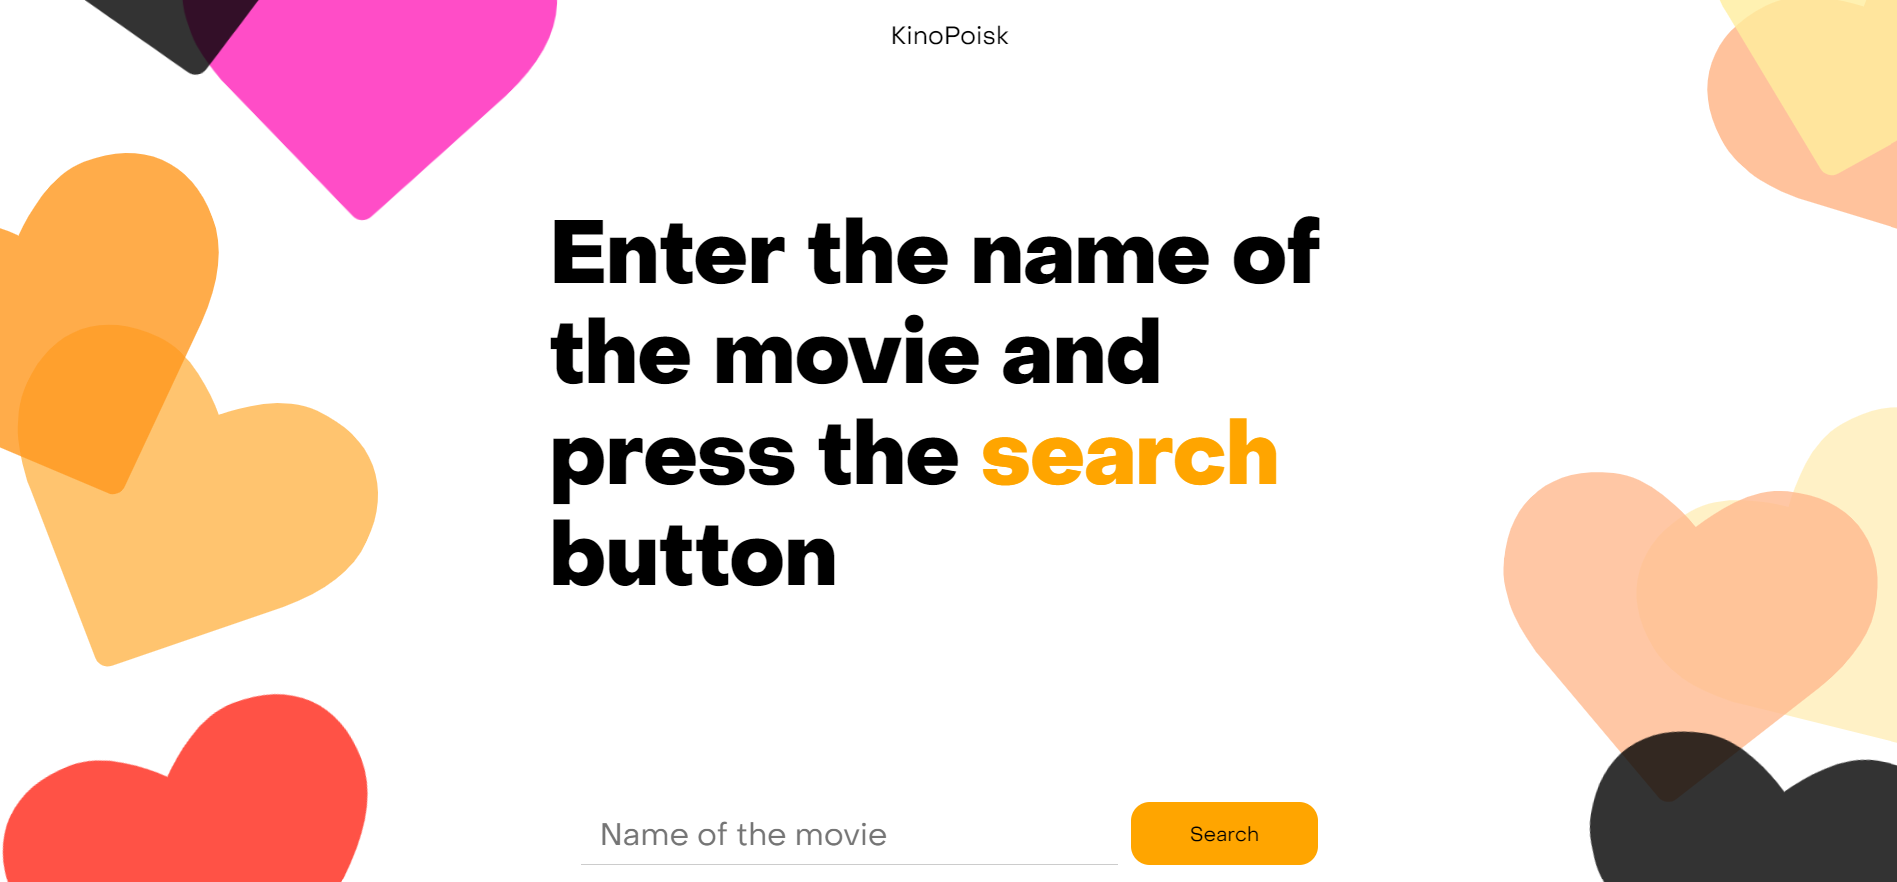 KinoPoisk
Enter the name of
the movie and
press the search
button
Name of the movie
Search